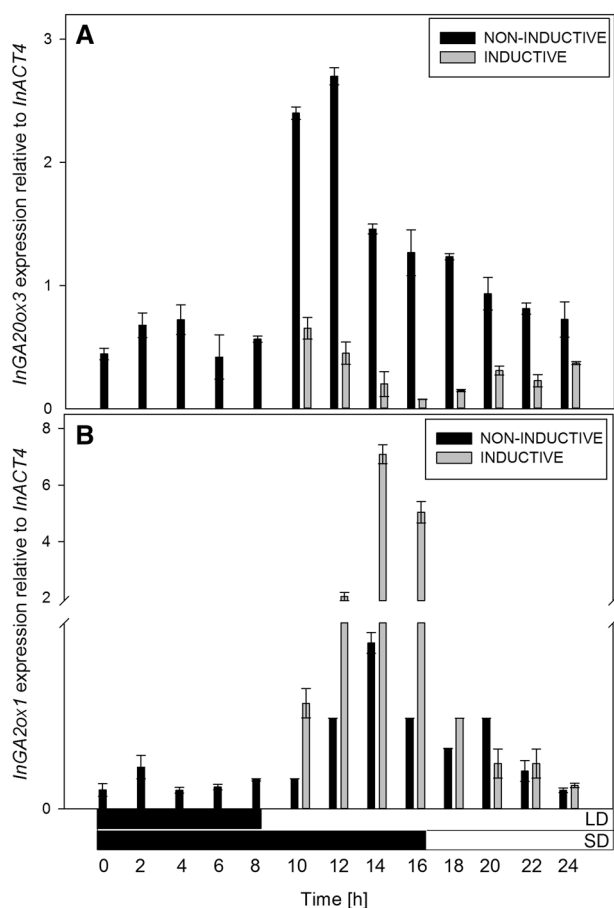 A
NON-INDUCTIVE
INDUCTIVE
InGA20ox3 expression relative to InACT4
3
2
1
0
B
NON-INDUCTIVE
INDUCTIVE
InGA2ox1 expression relative to InACT4
8
6
4
2
0
LD
SD
0 2 4 6 8 10 12 14 16 18 20 22 24
Time [h]